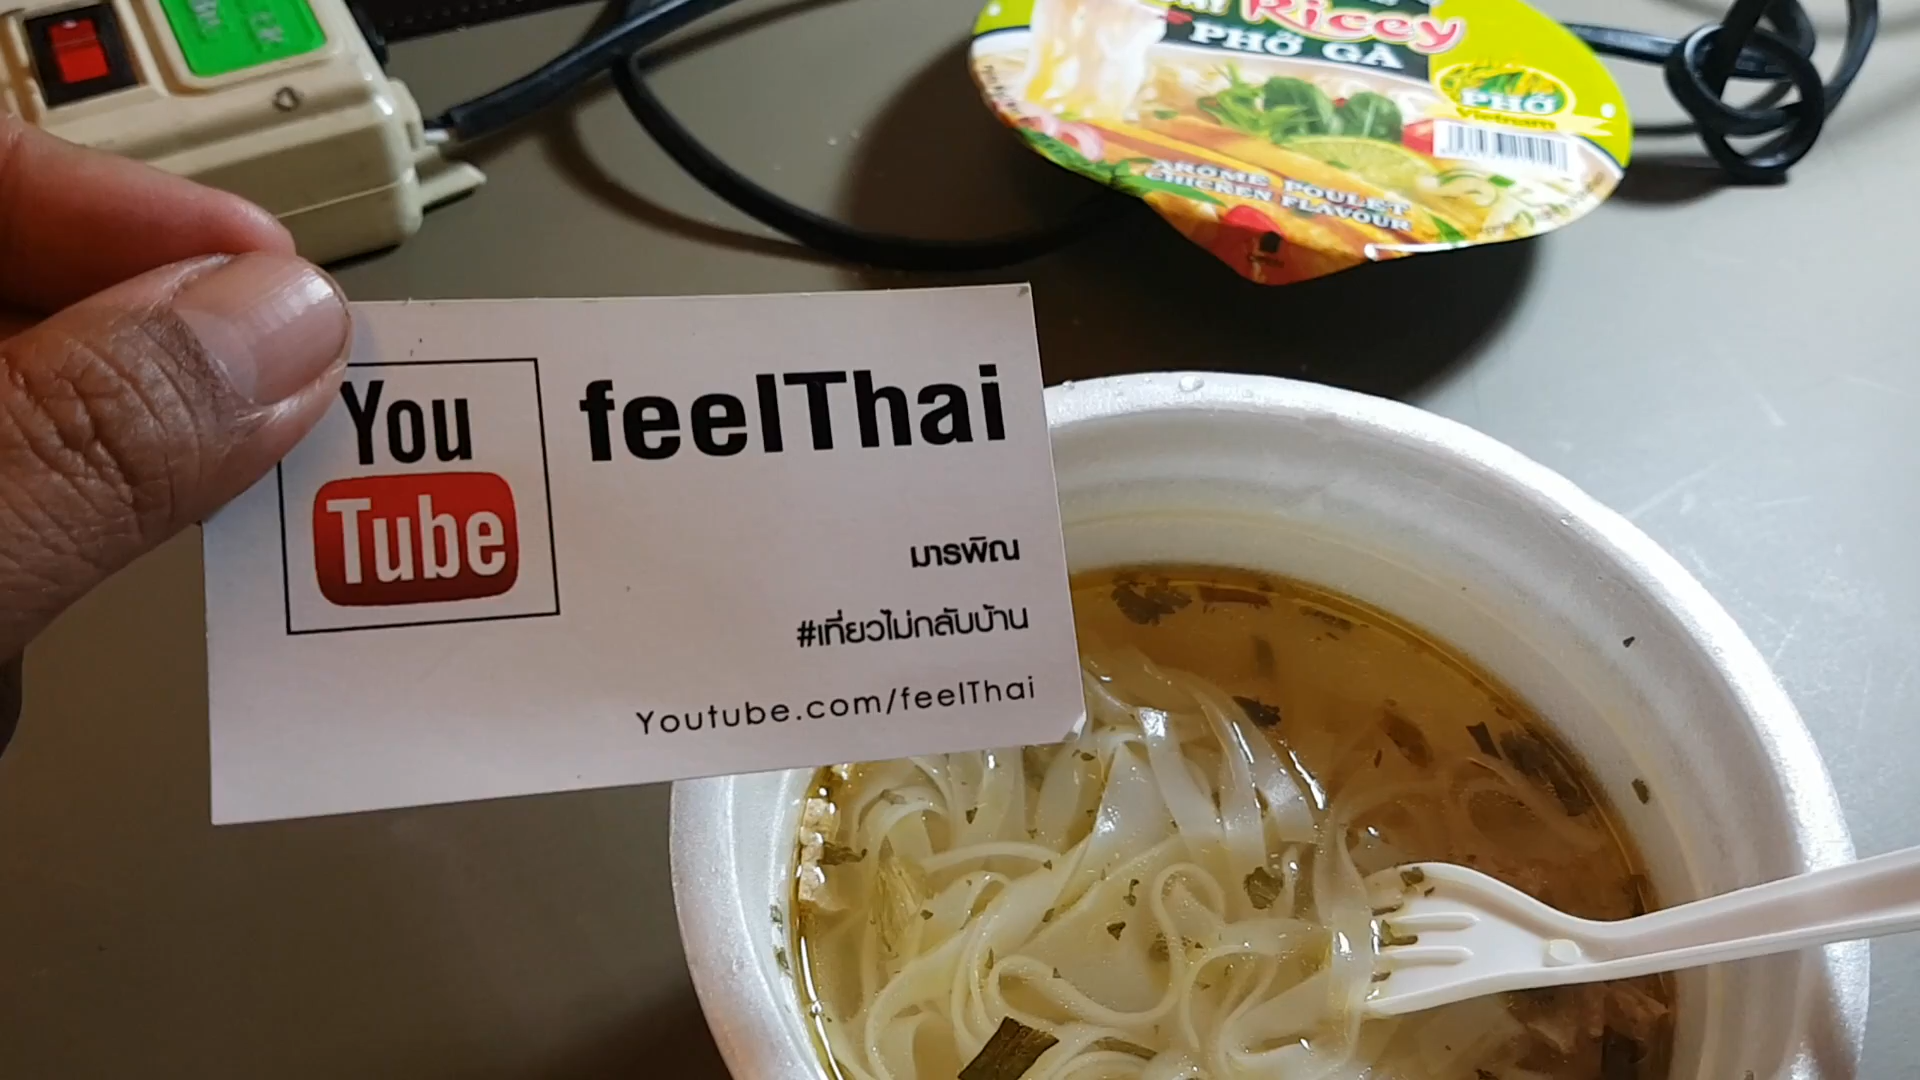 Ricey
PHỞ GÀ
PHỞ
Vietnam
AROME POULET
CHICKEN FLAVOUR
You
Tube
feelThai
มารพิณ
#เที่ยวไม่กลับบ้าน
Youtube.com/feelThai